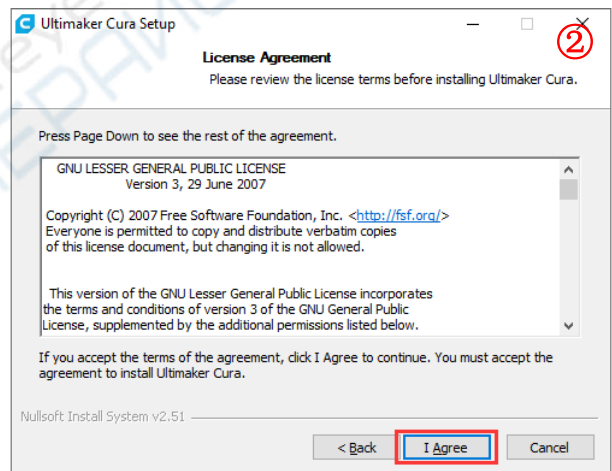 Ultimaker Cura Setup
②
License Agreement
Please review the license terms before installing Ultimaker Cura.
Press Page Down to see the rest of the agreement.
GNU LESSER GENERAL PUBLIC LICENSE
Version 3, 29 June 2007
Copyright (C) 2007 Free Software Foundation, Inc. <http://fsf.org/>
Everyone is permitted to copy and distribute verbatim copies
of this license document, but changing it is not allowed.
This version of the GNU Lesser General Public License incorporates
the terms and conditions of version 3 of the GNU General Public
License, supplemented by the additional permissions listed below.
If you accept the terms of the agreement, click I Agree to continue. You must accept the
agreement to install Ultimaker Cura.
Nullsoft Install System v2.51
< Back I Agree Cancel